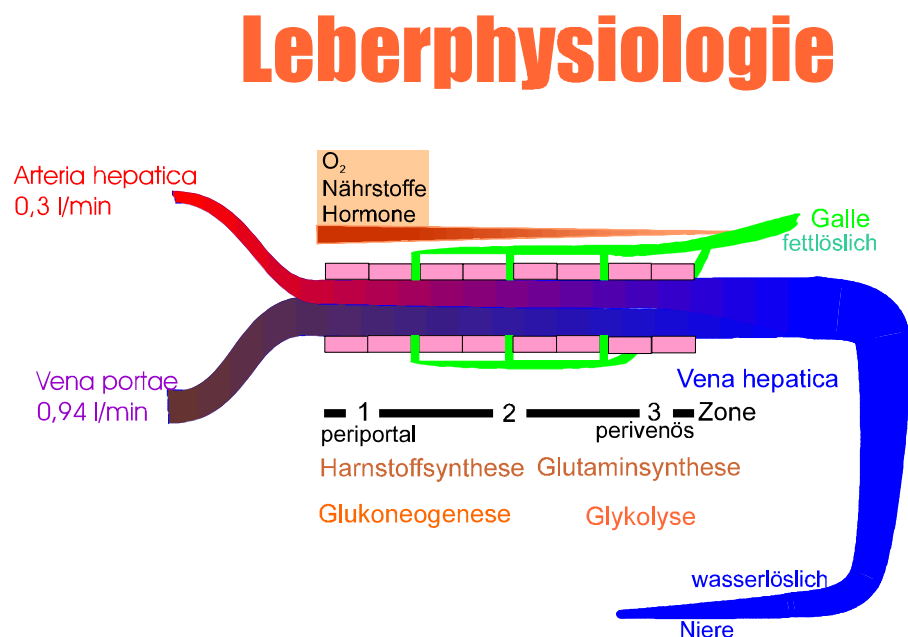 Leberphysiologie
O₂
Nährstoffe
Hormone
Arteria hepatica
0,3 l/min
Galle
fettlöslich
Vena portae
0,94 l/min
Vena hepatica
1 2 3 Zone
periportal perivenös
Harnstoffsynthese Glutaminsynthese
Glukoneogenese Glykolyse
wasserlöslich
Niere